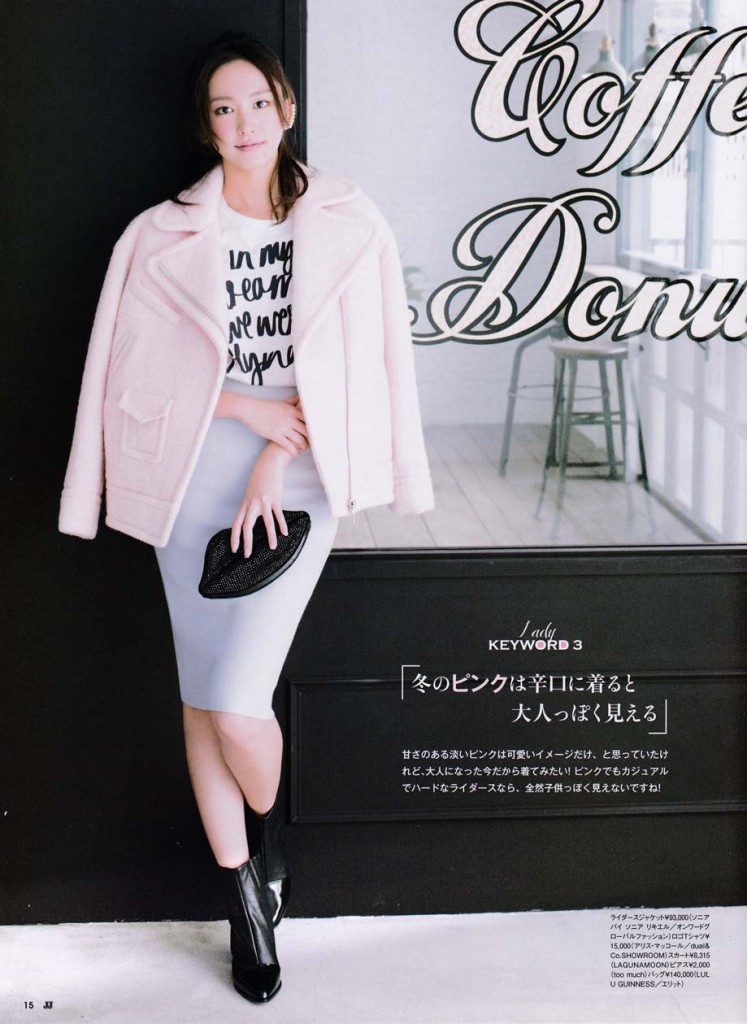 Coffe
Donu
in my
ream
we wer
Lady
KEYWORD 3
「冬のピンクは辛口に着ると
大人っぽく見える」
甘さのある淡いピンクは可愛いイメージだけ、と思っていたけ
れど、大人になった今だから着てみたい！ピンクでもカジュアル
でハードなライダースなら、全然子供っぽく見えないですね！
ライダースジャケット¥93,000（ソニア
バイ ソニア リキエル／オンワードグ
ローバルファッション）ロゴTシャツ¥
15,000（アリス・マッコール／dual&
Co.SHOWROOM）スカート¥8,315
（LAGUNAMOON）ピアス¥2,000
（too much）バッグ¥140,000（LUL
U GUINNESS／エリット）
15 JJ